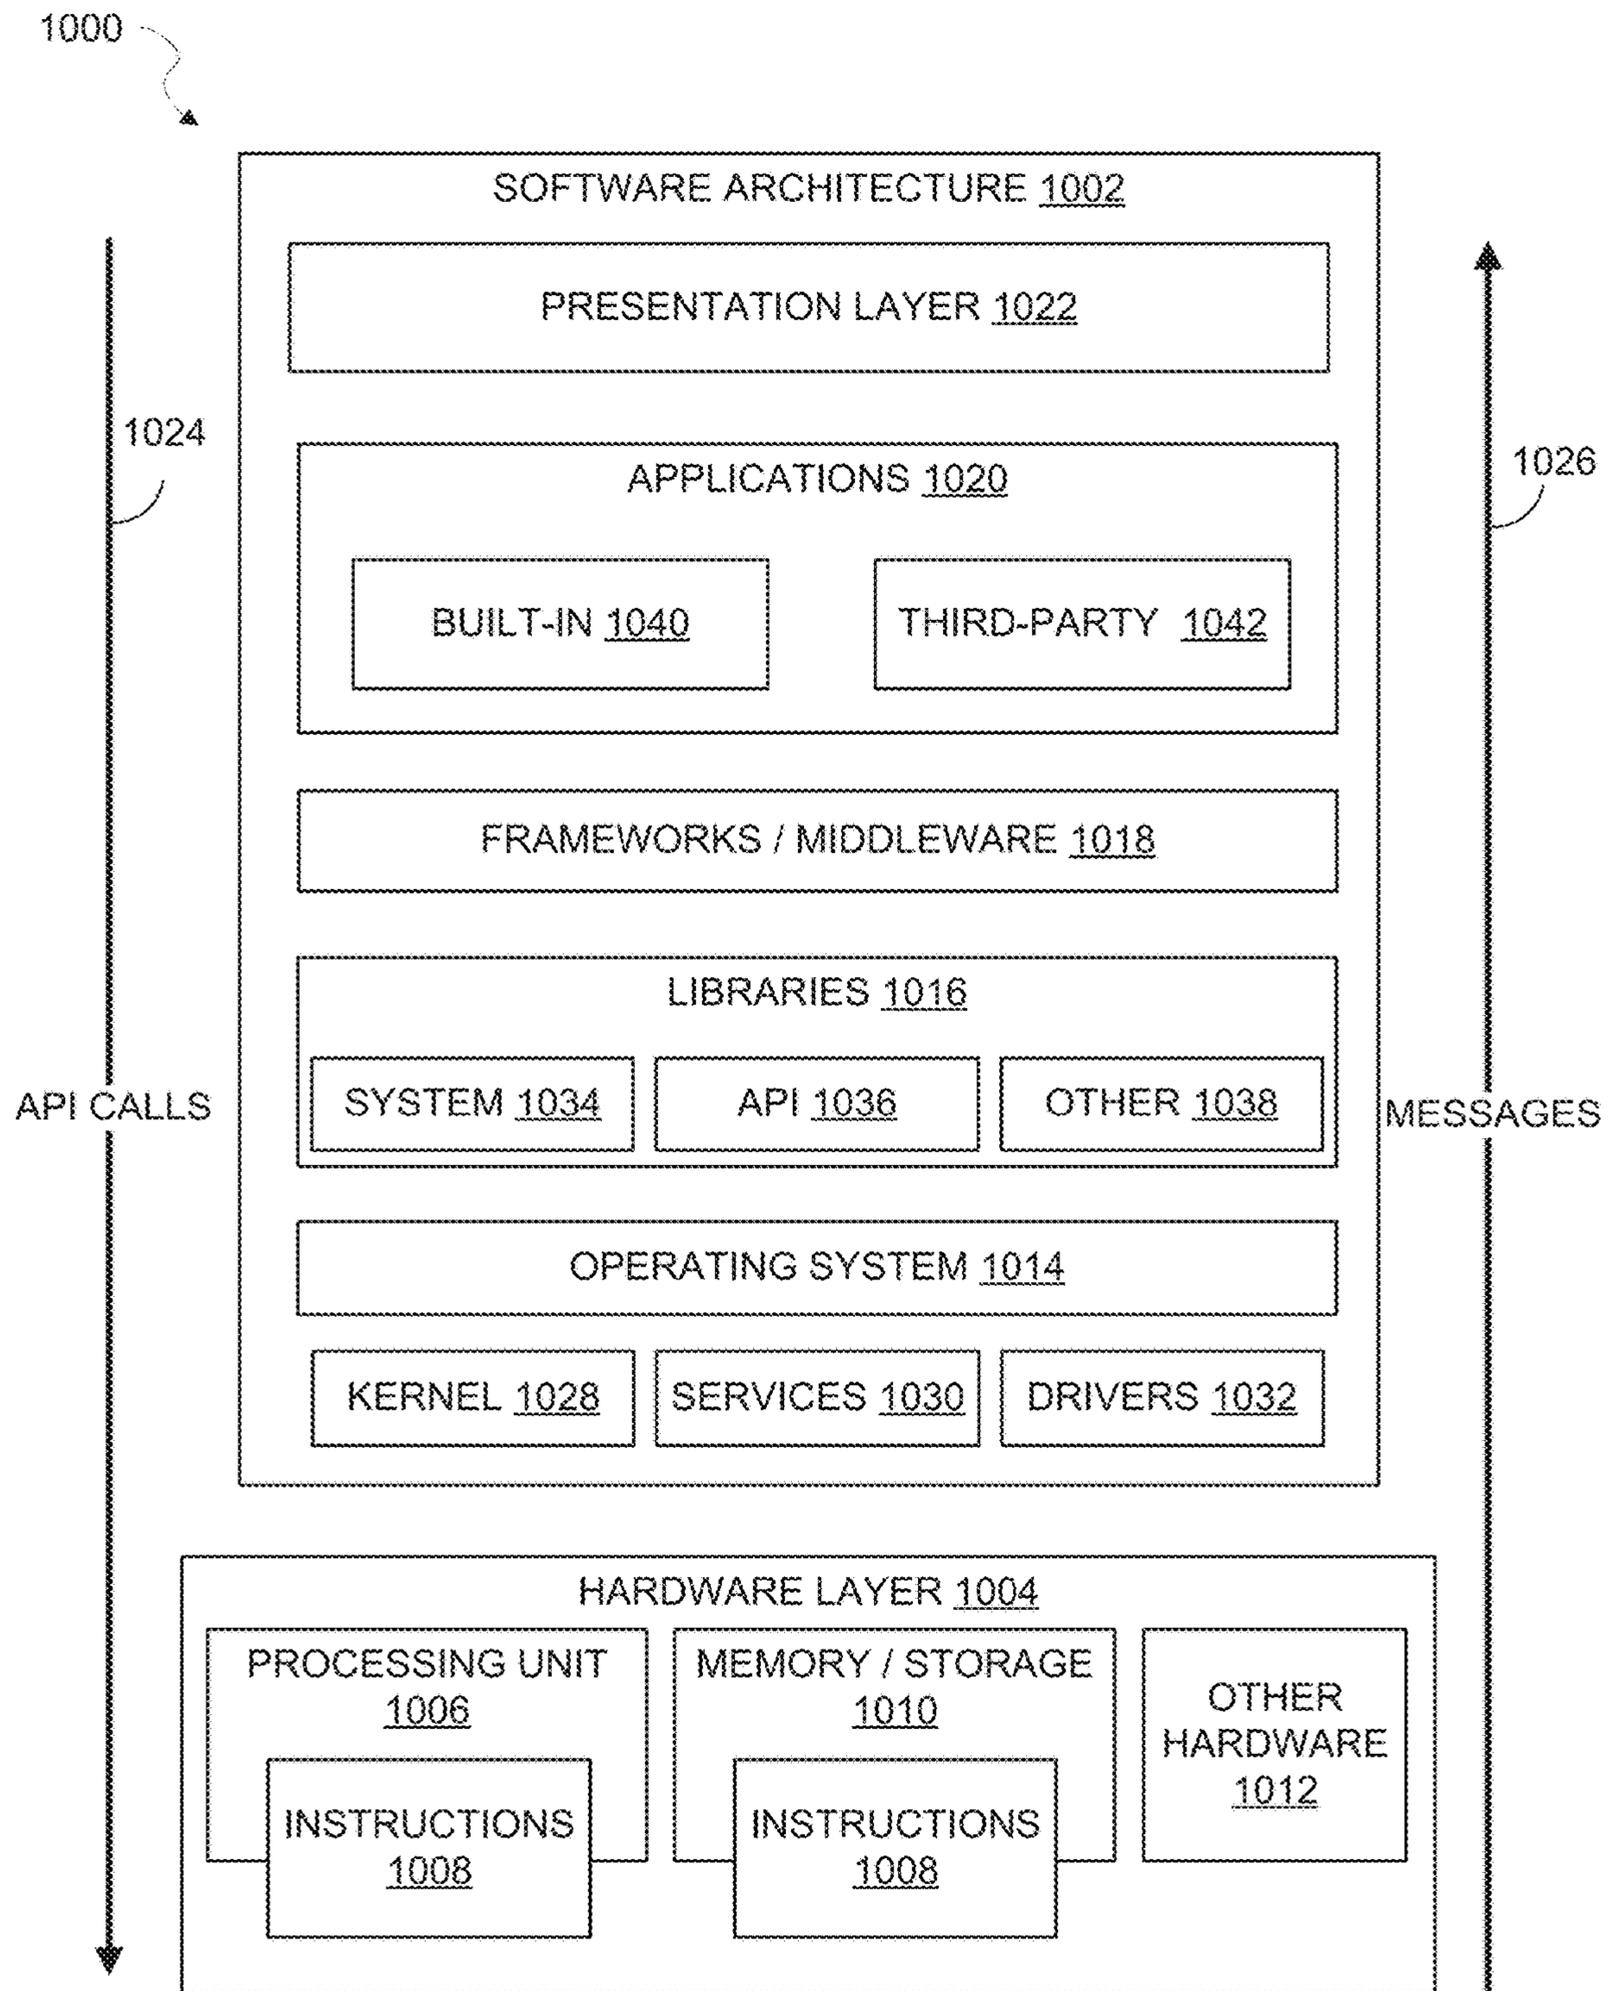 1000
SOFTWARE ARCHITECTURE 1002
PRESENTATION LAYER 1022
1024
1026
APPLICATIONS 1020
BUILT-IN 1040
THIRD-PARTY 1042
FRAMEWORKS / MIDDLEWARE 1018
LIBRARIES 1016
SYSTEM 1034
API 1036
OTHER 1038
API CALLS
MESSAGES
OPERATING SYSTEM 1014
KERNEL 1028
SERVICES 1030
DRIVERS 1032
HARDWARE LAYER 1004
PROCESSING UNIT
1006
INSTRUCTIONS
1008
MEMORY / STORAGE
1010
INSTRUCTIONS
1008
OTHER
HARDWARE
1012